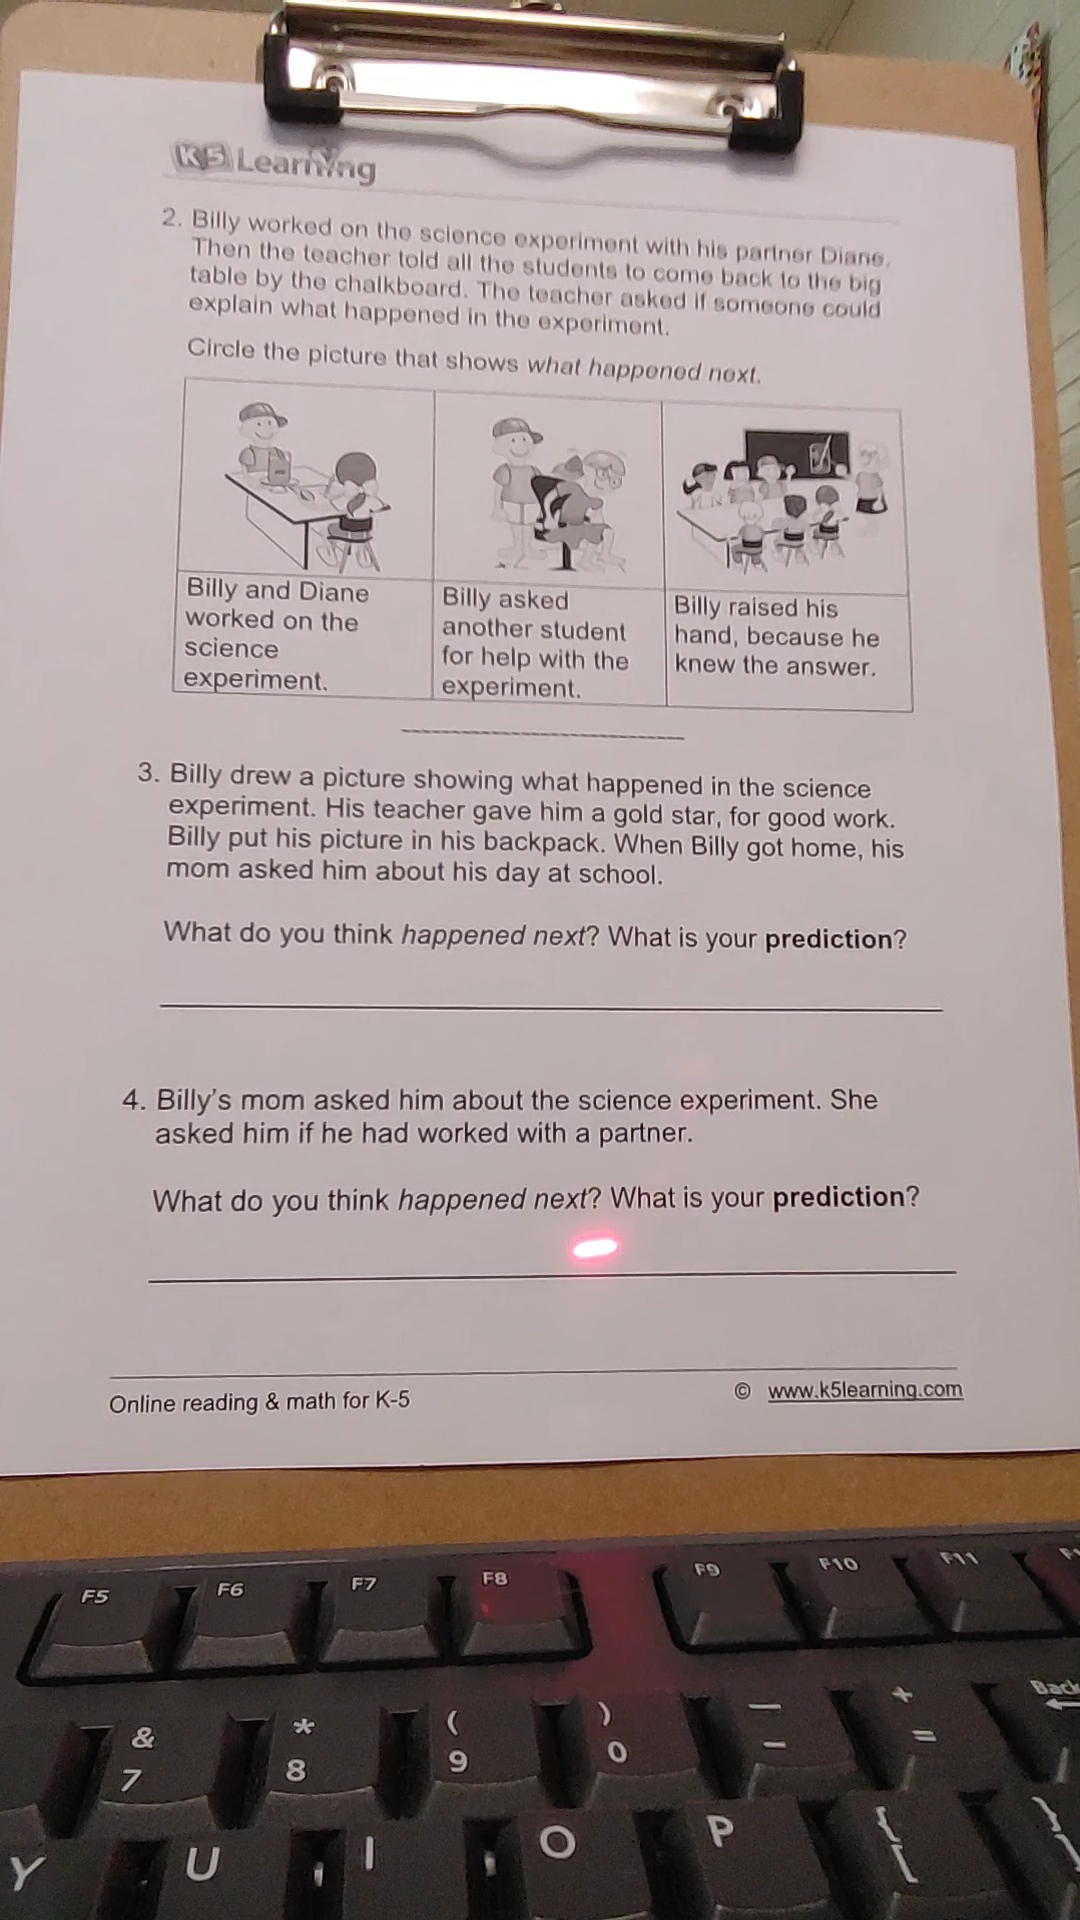 K5 Learning
2. Billy worked on the science experiment with his partner Diane.
Then the teacher told all the students to come back to the big
table by the chalkboard. The teacher asked if someone could
explain what happened in the experiment.
Circle the picture that shows what happened next.
Billy and Diane
worked on the
science
experiment.
Billy asked
another student
for help with the
experiment.
Billy raised his
hand, because he
knew the answer.
3. Billy drew a picture showing what happened in the science
experiment. His teacher gave him a gold star, for good work.
Billy put his picture in his backpack. When Billy got home, his
mom asked him about his day at school.
What do you think happened next? What is your prediction?
4. Billy's mom asked him about the science experiment. She
asked him if he had worked with a partner.
What do you think happened next? What is your prediction?
Online reading & math for K-5
© www.k5learning.com
F5 F6 F7 F8 F9 F10 F11
& * ( ) — +
7 8 9 0 - =
Back
Y U I O P { }
[